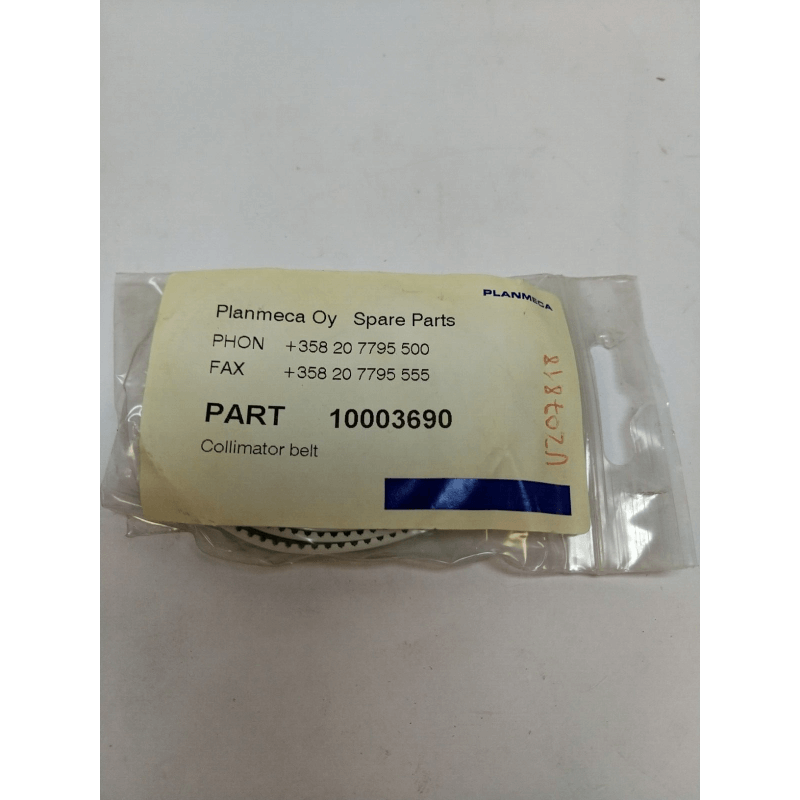 PLANMECA
Planmeca Oy Spare Parts
PHON +358 20 7795 500
FAX +358 20 7795 555
PART 10003690
Collimator belt
V207818